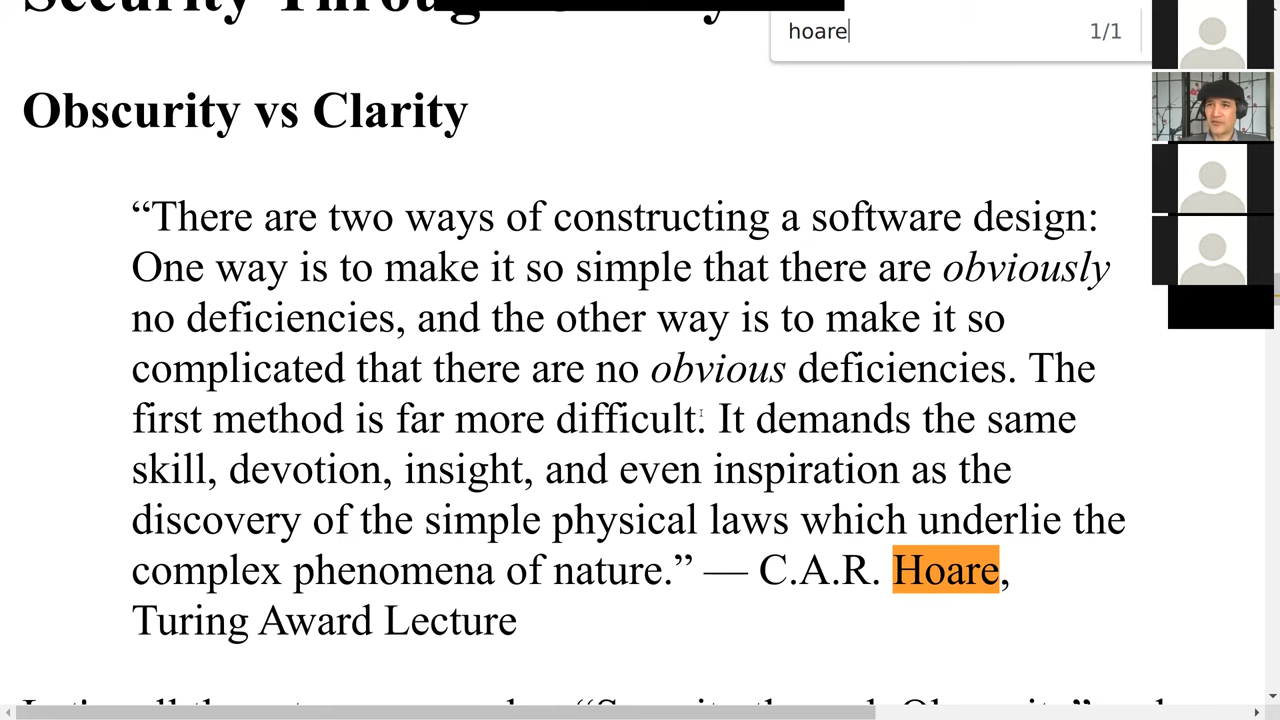 Security Through
hoare
1/1
Obscurity vs Clarity
“There are two ways of constructing a software design:
One way is to make it so simple that there are obviously
no deficiencies, and the other way is to make it so
complicated that there are no obvious deficiencies. The
first method is far more difficult. It demands the same
skill, devotion, insight, and even inspiration as the
discovery of the simple physical laws which underlie the
complex phenomena of nature.” — C.A.R. Hoare,
Turing Award Lecture